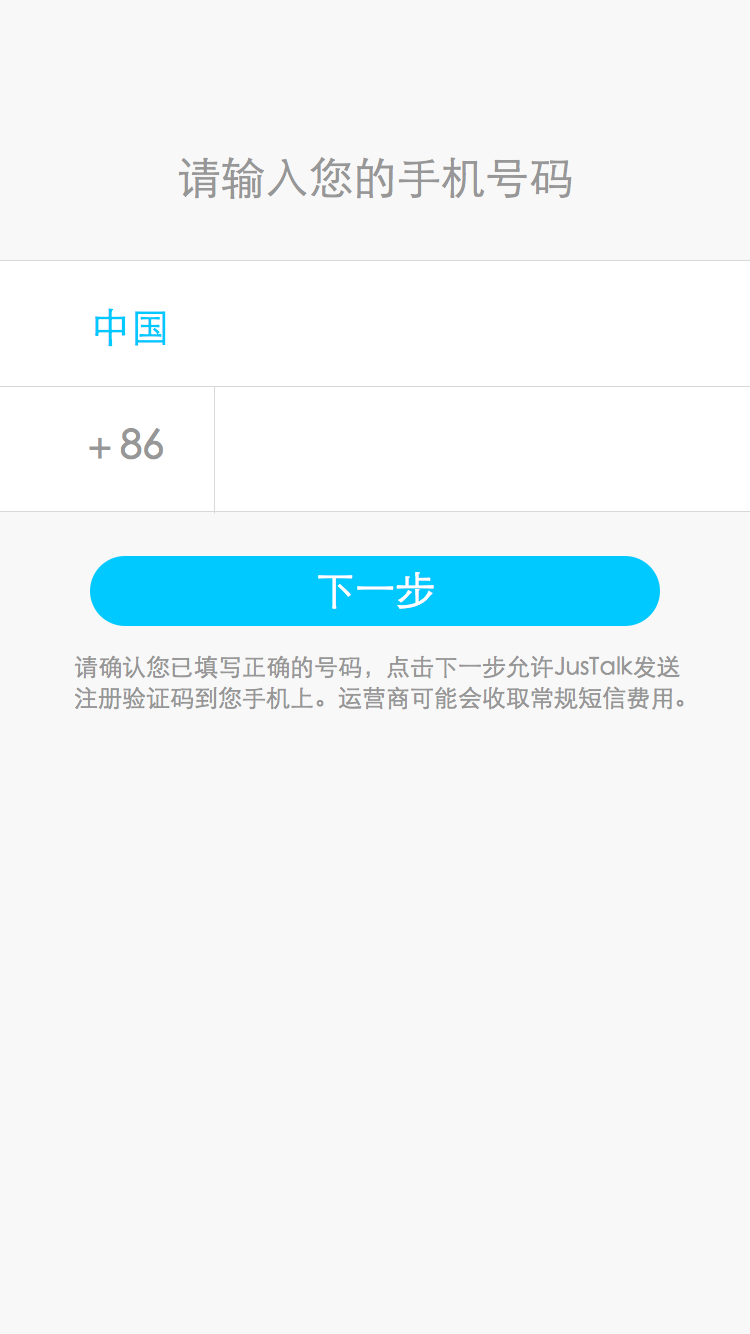 请输入您的手机号码
中国
+ 86
下一步
请确认您已填写正确的号码，点击下一步允许JusTalk发送
注册验证码到您手机上。运营商可能会收取常规短信费用。